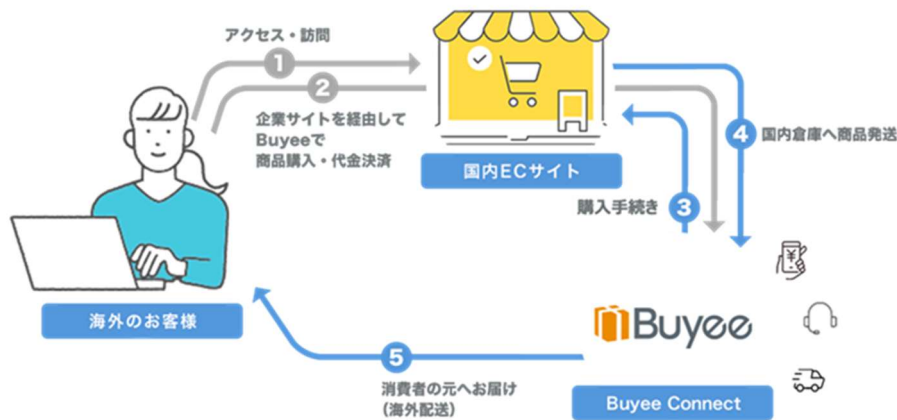 アクセス・訪問
1
2
企業サイトを経由して
Buyeeで
商品購入・代金決済
国内ECサイト
購入手続き
3
4
国内倉庫へ商品発送
¥
海外のお客様
Buyee
5
消費者の元へお届け
（海外配送）
Buyee Connect